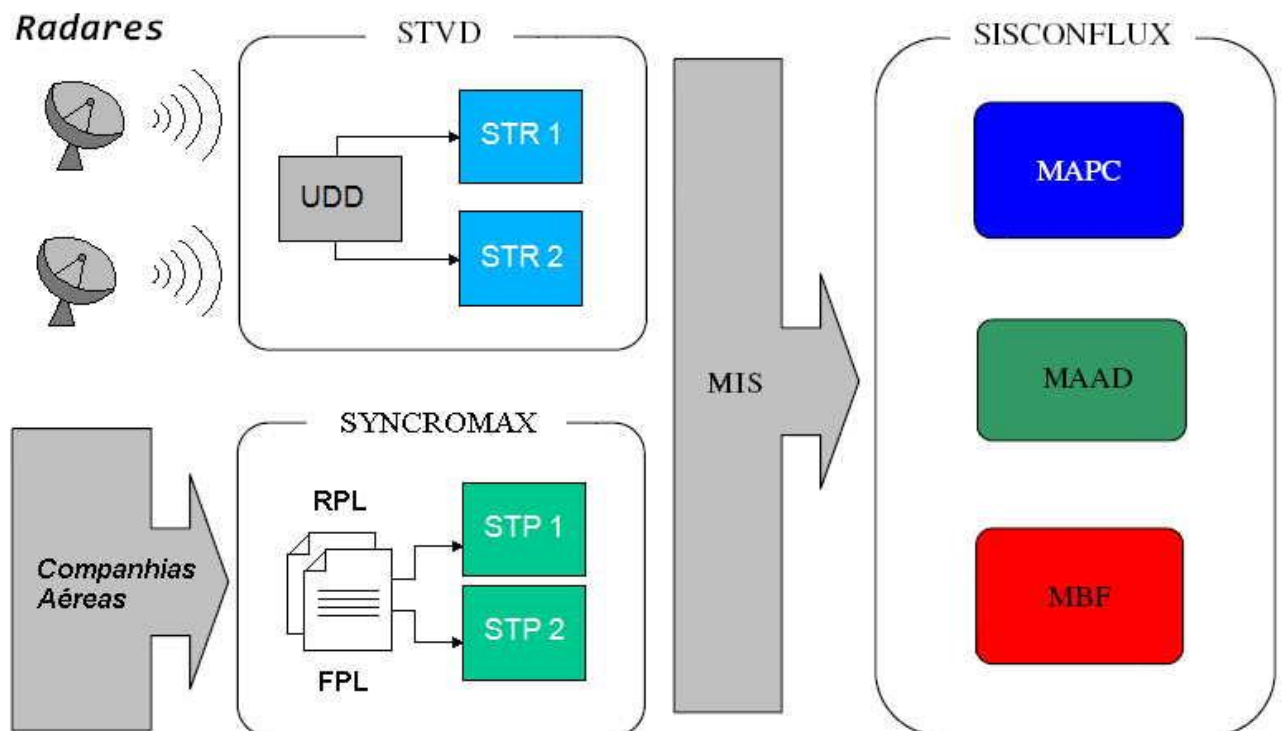 Radares
STVD
STR 1
UDD
STR 2
Companhias
Aéreas
SYNCROMAX
RPL
STP 1
STP 2
FPL
MIS
SISCONFLUX
MAPC
MAAD
MBF